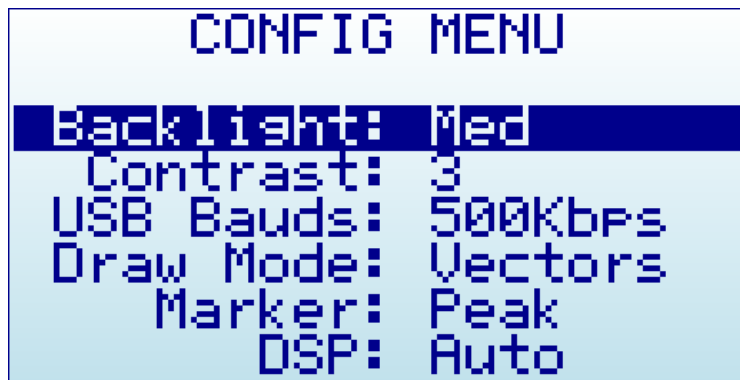 CONFIG MENU
Backlight: Med
Contrast: 3
USB Bauds: 500Kbps
Draw Mode: Vectors
Marker: Peak
DSP: Auto